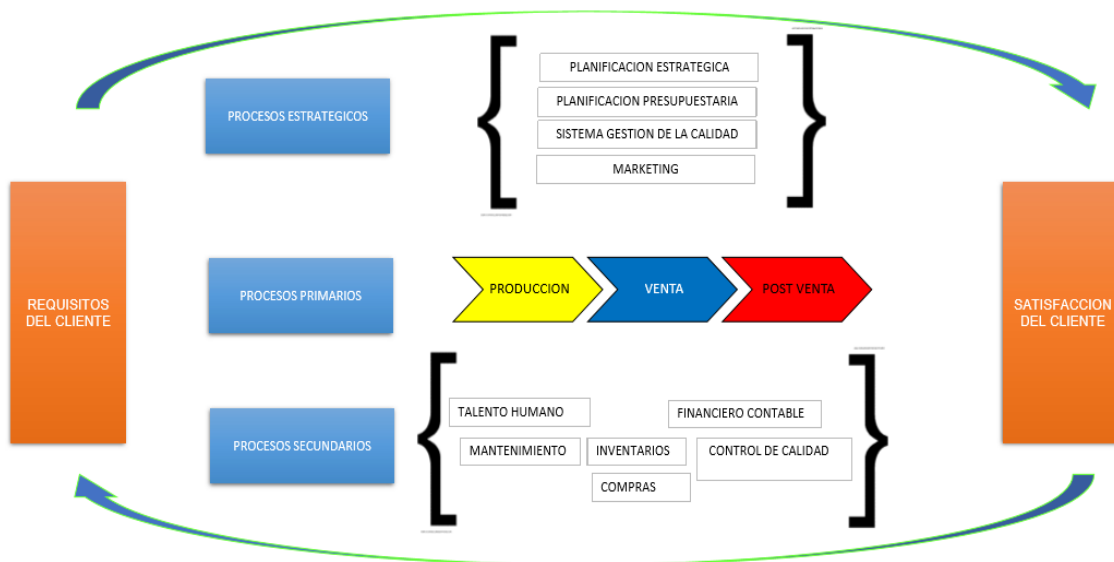 PLANIFICACION ESTRATEGICA
PROCESOS ESTRATEGICOS
PLANIFICACION PRESUPUESTARIA
SISTEMA GESTION DE LA CALIDAD
MARKETING
REQUISITOS
DEL CLIENTE
PROCESOS PRIMARIOS
PRODUCCION
VENTA
POST VENTA
SATISFACCION
DEL CLIENTE
PROCESOS SECUNDARIOS
TALENTO HUMANO
FINANCIERO CONTABLE
MANTENIMIENTO
INVENTARIOS
CONTROL DE CALIDAD
COMPRAS